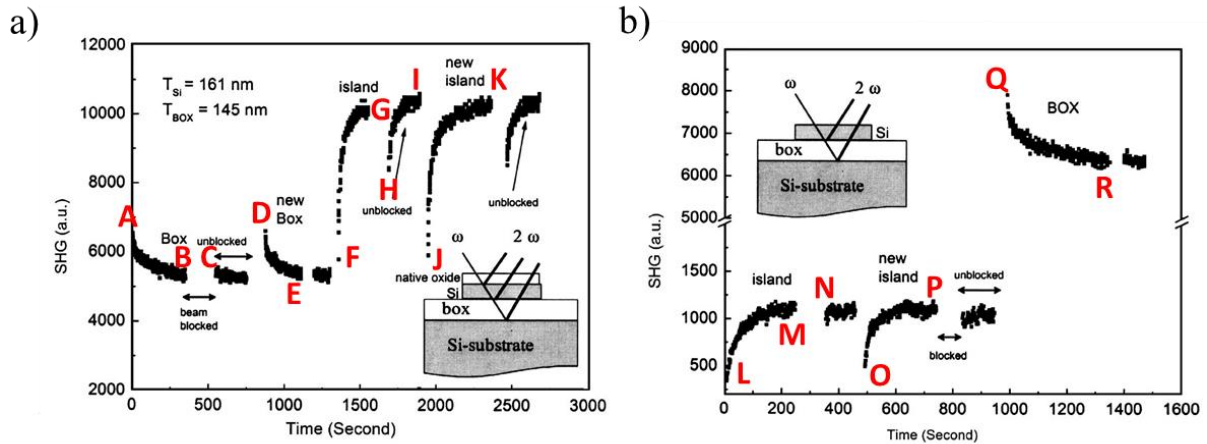 a)
12000
10000
8000
6000
4000
2000
SHG (a.u.)
T_Si = 161 nm
T_BOX = 145 nm
A
Box
B
C
unblocked
beam
blocked
D
new
Box
E
F
island
G
H
unblocked
I
new
island
J
K
unblocked
ω
2 ω
native oxide
Si
box
Si-substrate
0
500
1000
1500
2000
2500
3000
Time (Second)
b)
9000
8000
7000
6000
5000
1500
1000
500
SHG (a.u.)
ω
2 ω
Si
box
Si-substrate
Q
BOX
R
island
L
M
N
new
island
O
P
unblocked
blocked
0
200
400
600
800
1000
1200
1400
1600
Time (Second)